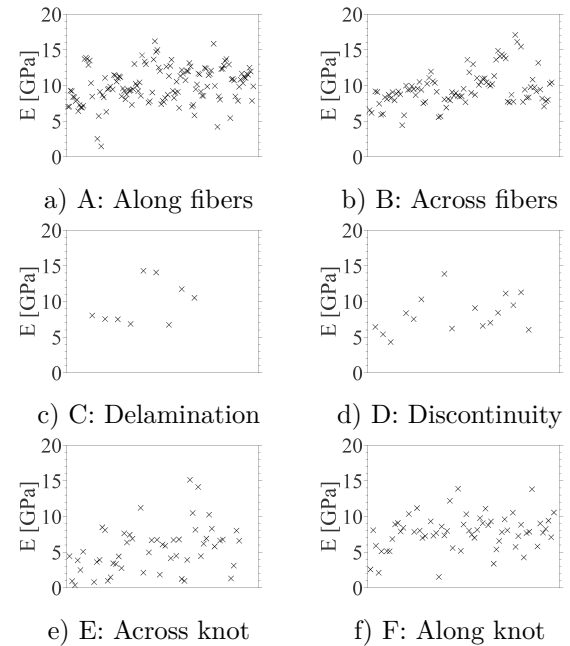 20
15
10
5
0
E [GPa]
a) A: Along fibers
20
15
10
5
0
E [GPa]
b) B: Across fibers
20
15
10
5
0
E [GPa]
c) C: Delamination
20
15
10
5
0
E [GPa]
d) D: Discontinuity
20
15
10
5
0
E [GPa]
e) E: Across knot
20
15
10
5
0
E [GPa]
f) F: Along knot